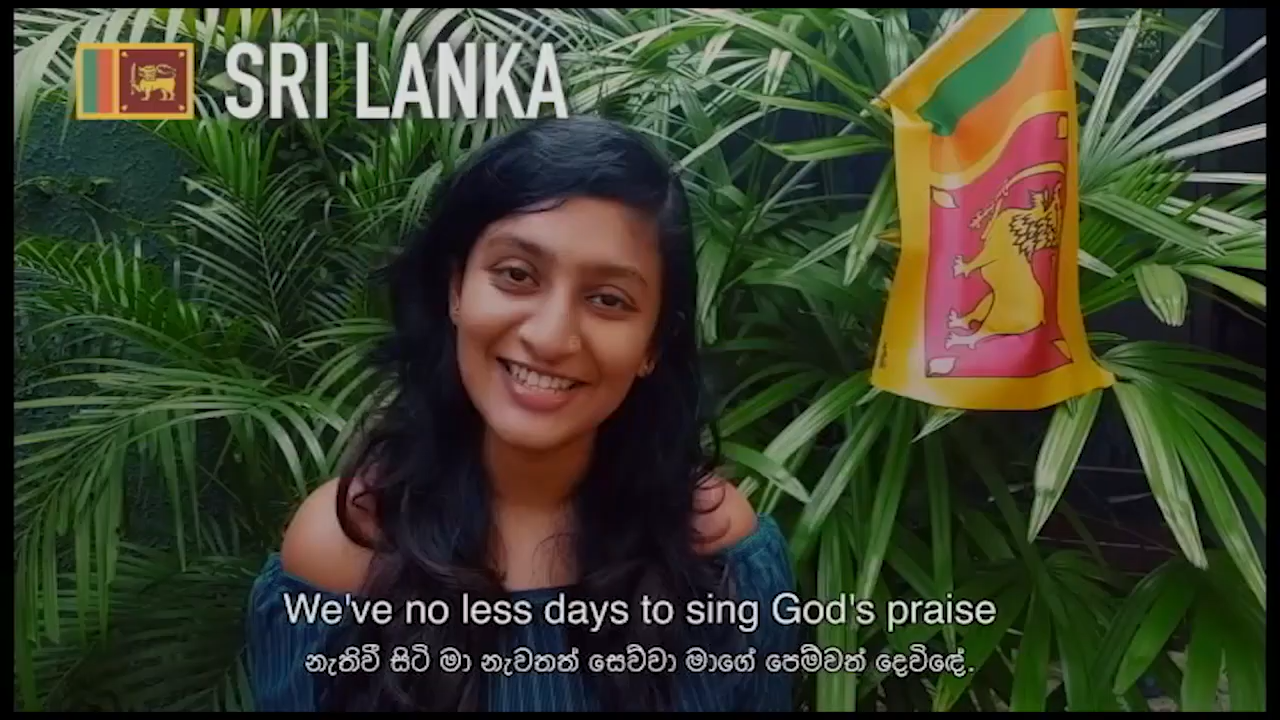 SRI LANKA
We've no less days to sing God's praise
නැතිවී සිටි මා නැවතත් සෙව්වා මාගේ පෙම්වත් දෙවිඳේ.